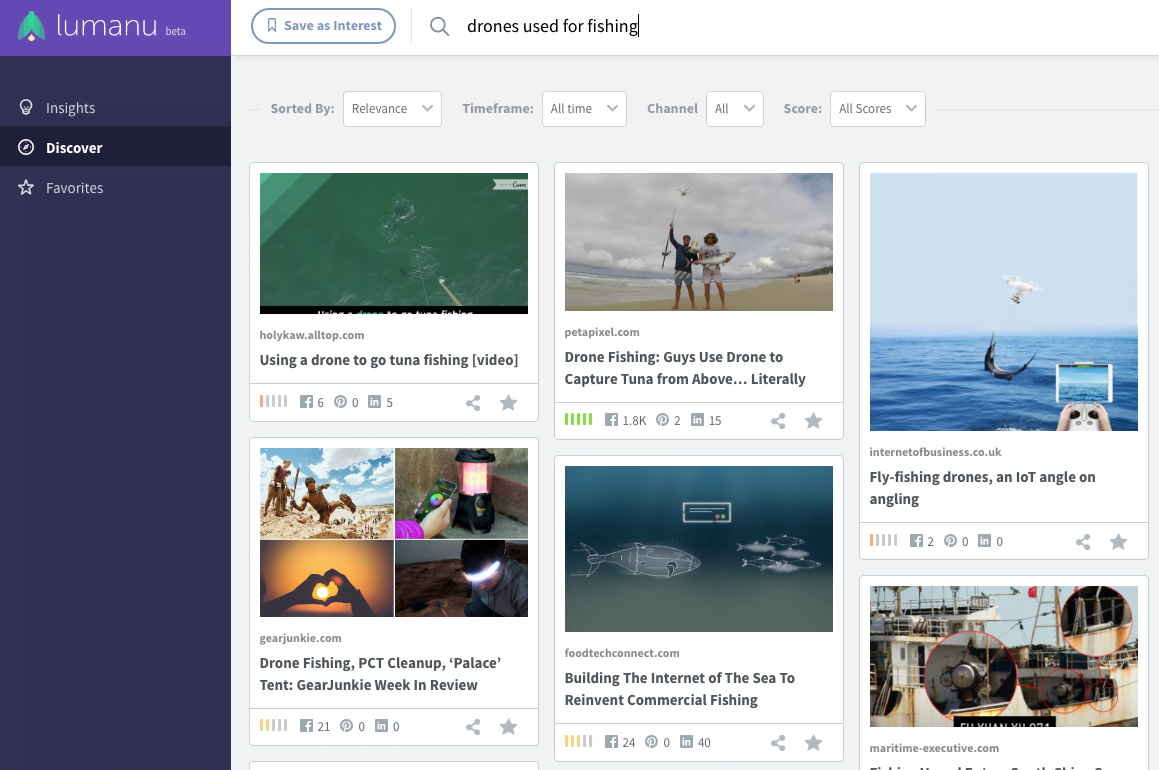 lumanu beta
Save as Interest
drones used for fishing
Insights
Discover
Favorites
Sorted By: Relevance Timeframe: All time Channel All Score: All Scores
Using a drone to go tuna fishing
holykaw.alltop.com
Using a drone to go tuna fishing [video]
6 0 5
petapixel.com
Drone Fishing: Guys Use Drone to
Capture Tuna from Above… Literally
1.8K 2 15
internetofbusiness.co.uk
Fly-fishing drones, an IoT angle on
angling
2 0 0
gearjunkie.com
Drone Fishing, PCT Cleanup, ‘Palace’
Tent: GearJunkie Week In Review
21 0 0
foodtechconnect.com
Building The Internet of The Sea To
Reinvent Commercial Fishing
24 0 40
maritime-executive.com